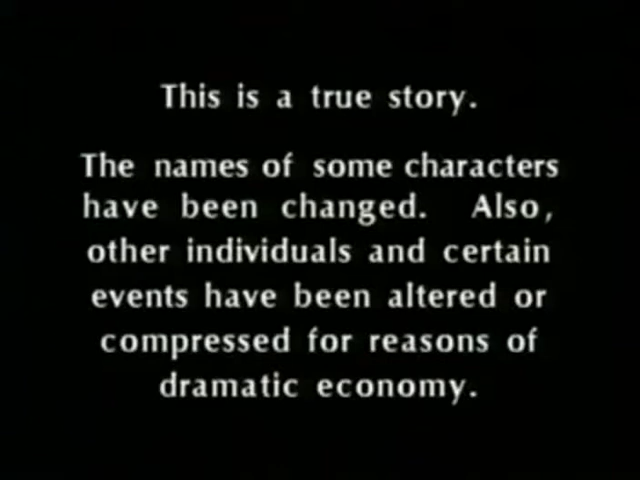 This is a true story.
The names of some characters
have been changed. Also,
other individuals and certain
events have been altered or
compressed for reasons of
dramatic economy.